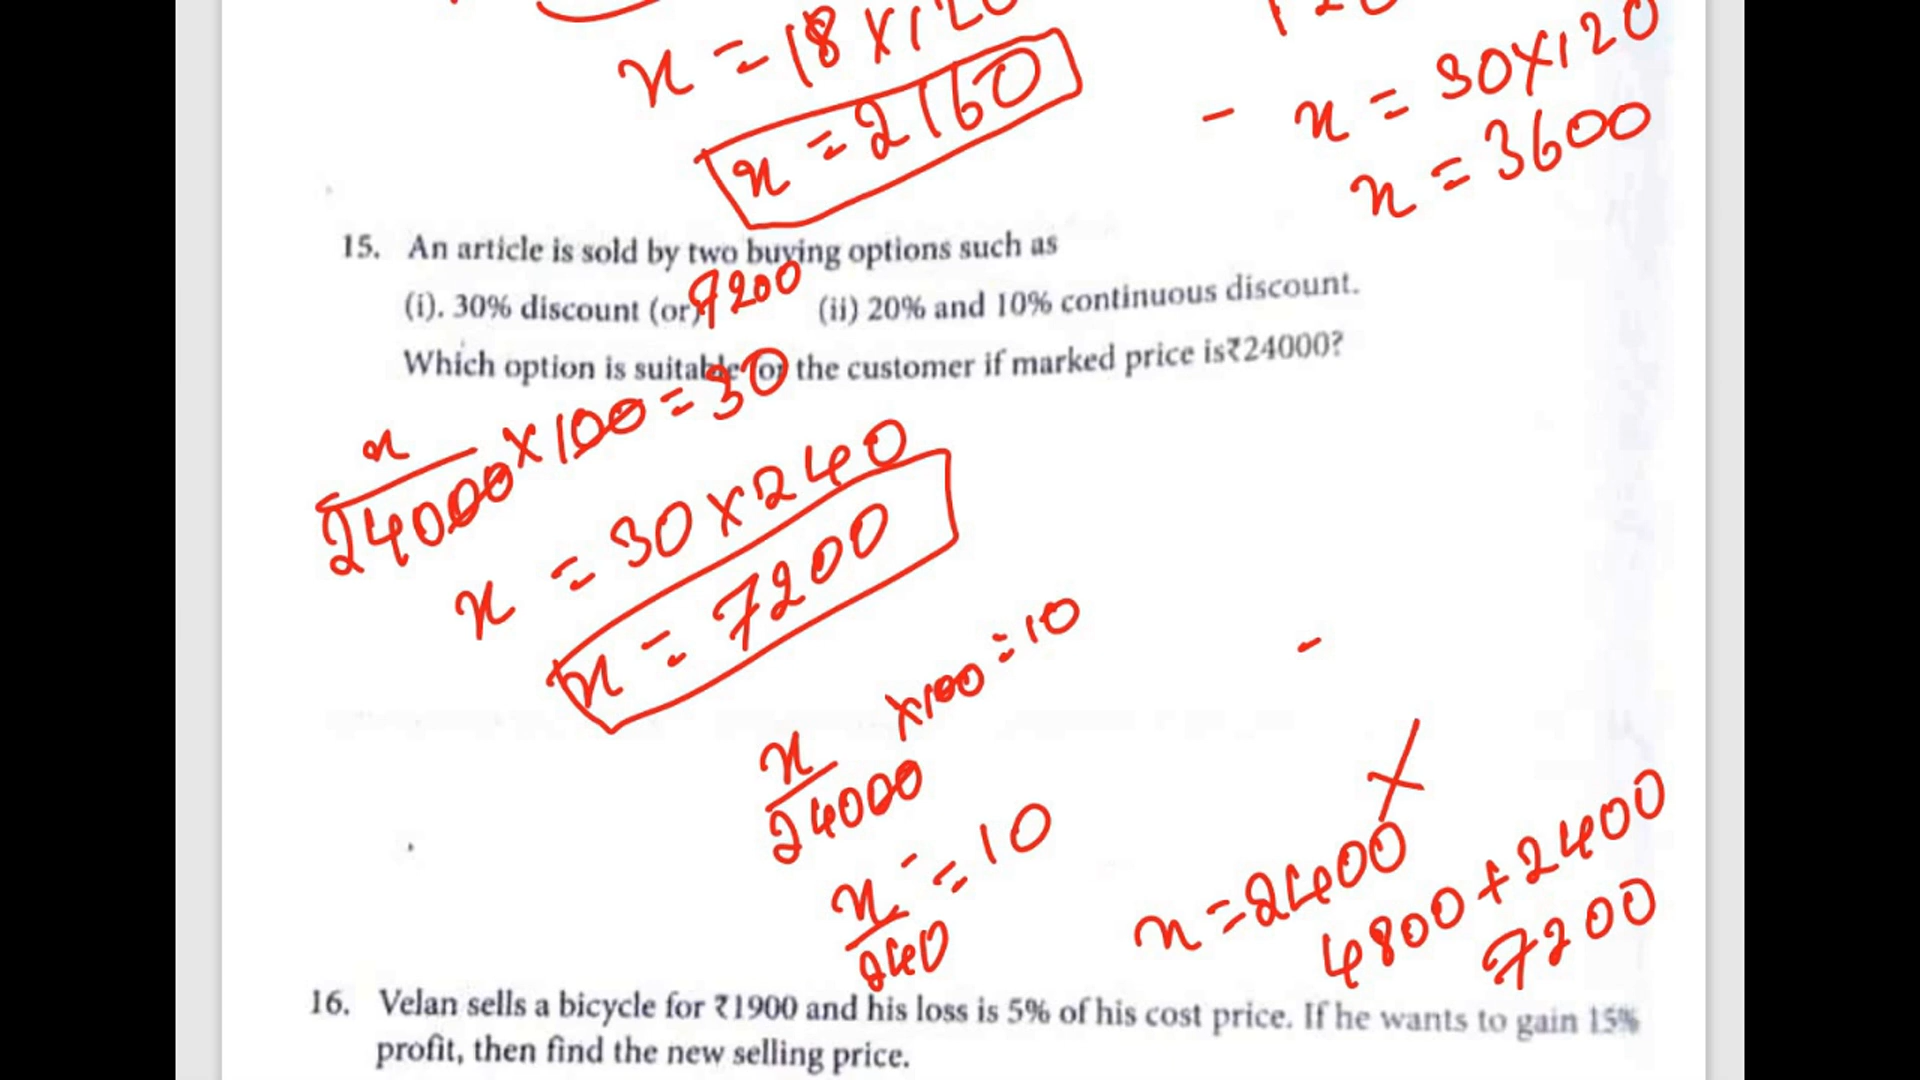 x = 18 × 120
x = 2160
120
- x = 30×120
x = 3600
15. An article is sold by two buying options such as
(i). 30% discount (or) 7200 (ii) 20% and 10% continuous discount.
Which option is suitable for the customer if marked price is ₹24000?
x/24000 × 100 = 30
x = 30 × 240
x = 7200
x/24000 ×100 = 10
x/240 = 10
x = 2400
4800 + 2400
7200
16. Velan sells a bicycle for ₹1900 and his loss is 5% of his cost price. If he wants to gain 15%
profit, then find the new selling price.